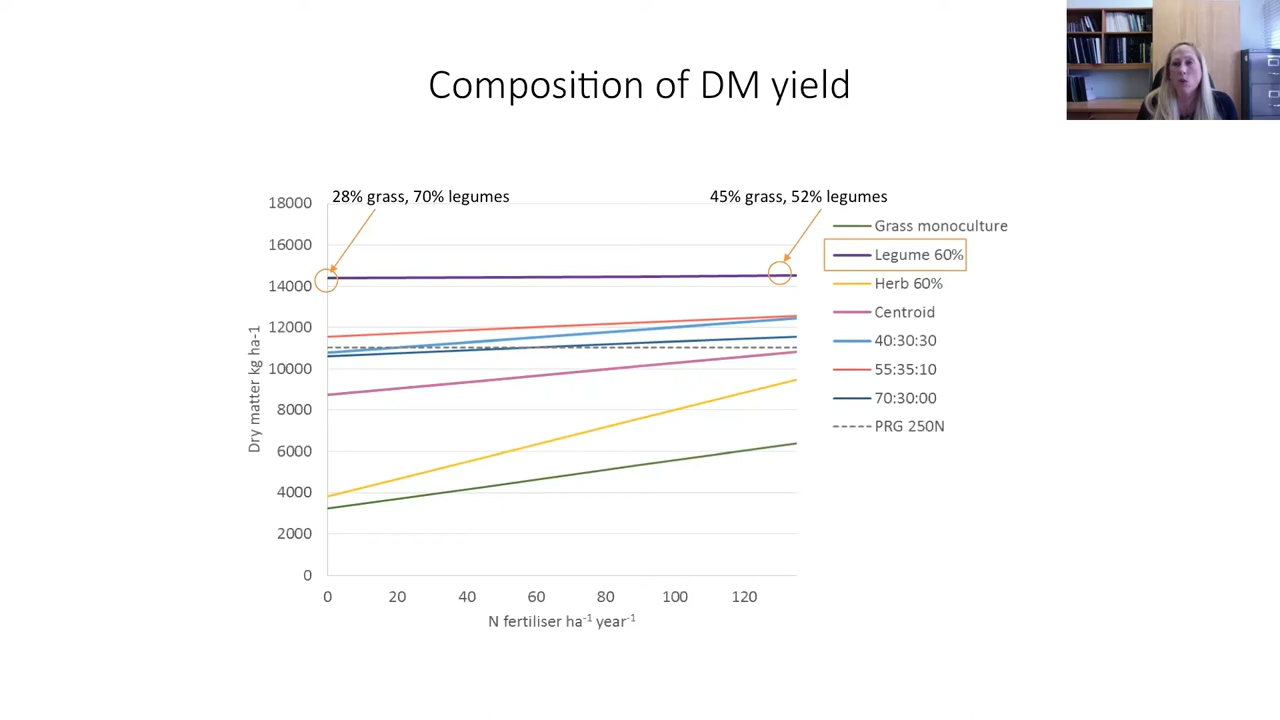 Composition of DM yield
28% grass, 70% legumes
45% grass, 52% legumes
18000
16000
14000
12000
10000
8000
6000
4000
2000
0
Dry matter kg ha-1
0 20 40 60 80 100 120
N fertiliser ha-1 year-1
Grass monoculture
Legume 60%
Herb 60%
Centroid
40:30:30
55:35:10
70:30:00
PRG 250N